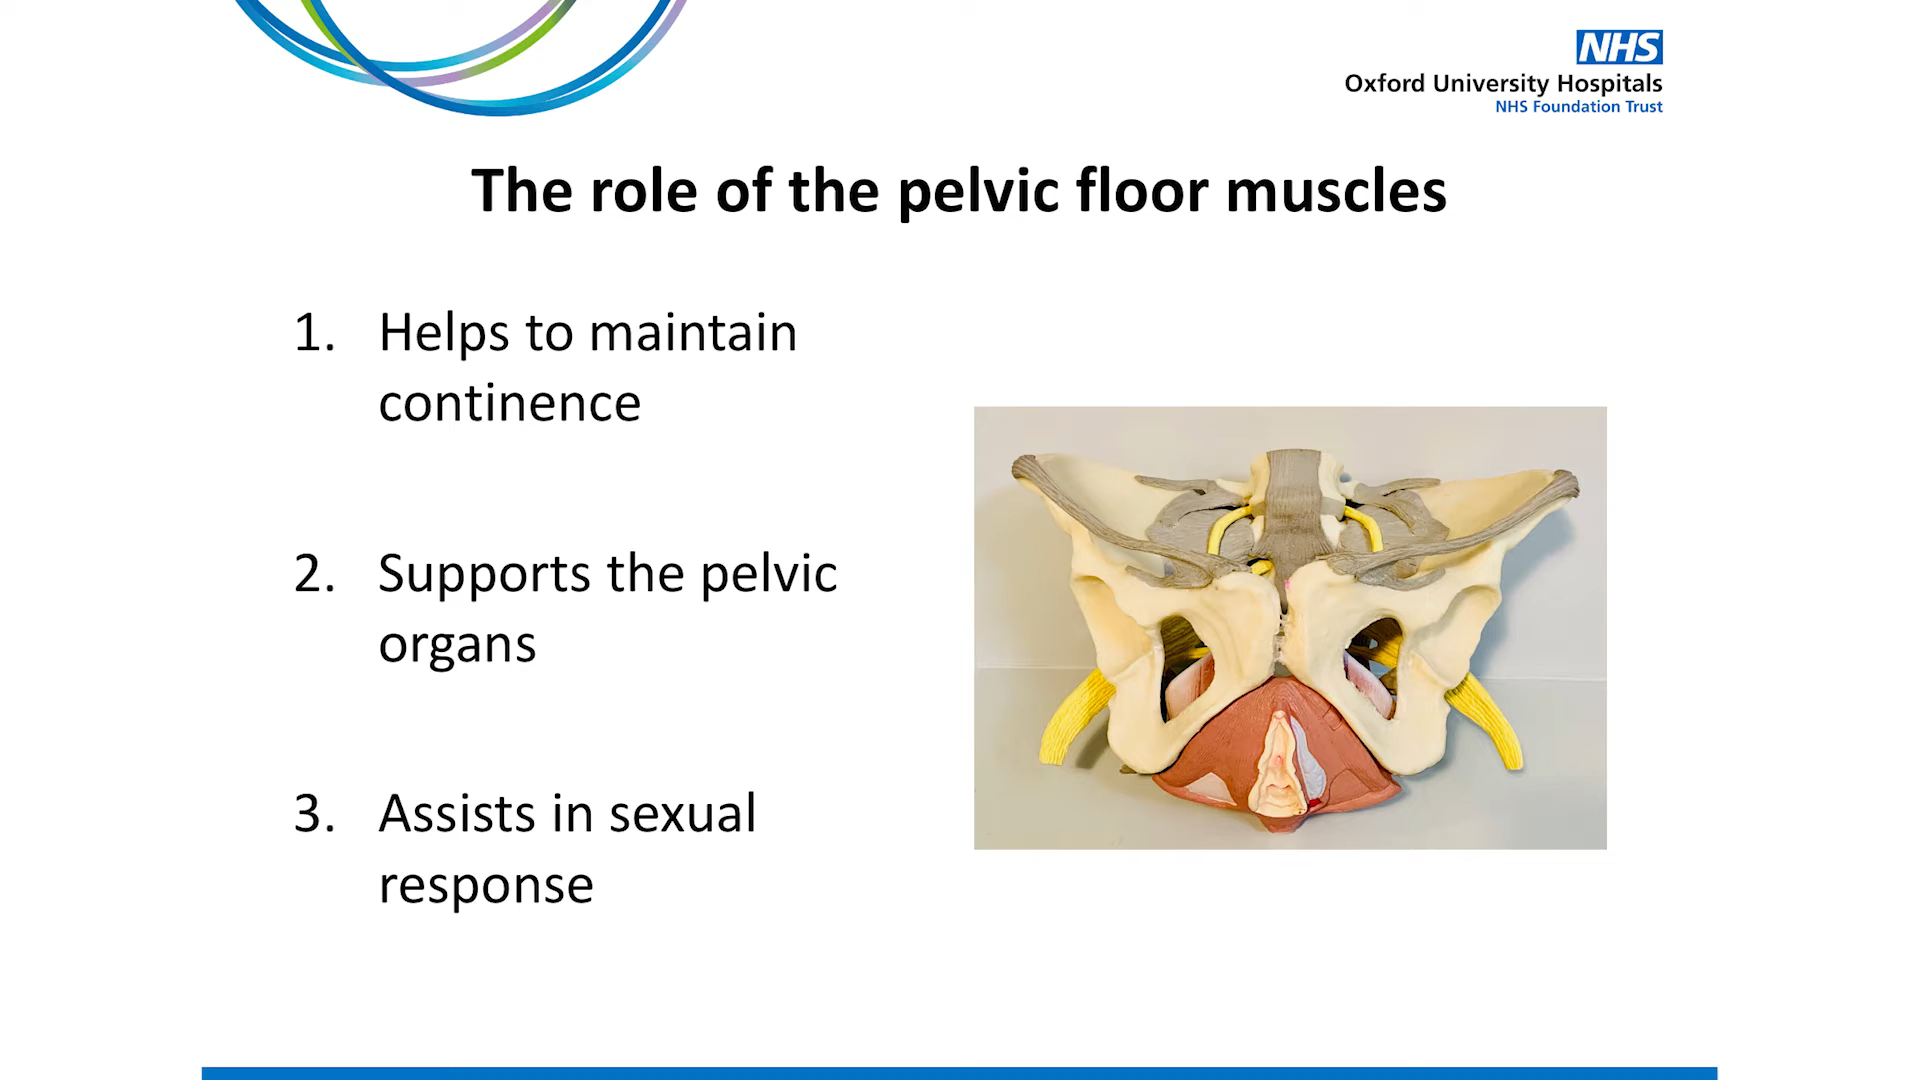 NHS
Oxford University Hospitals
NHS Foundation Trust
The role of the pelvic floor muscles
1. Helps to maintain
continence
2. Supports the pelvic
organs
3. Assists in sexual
response